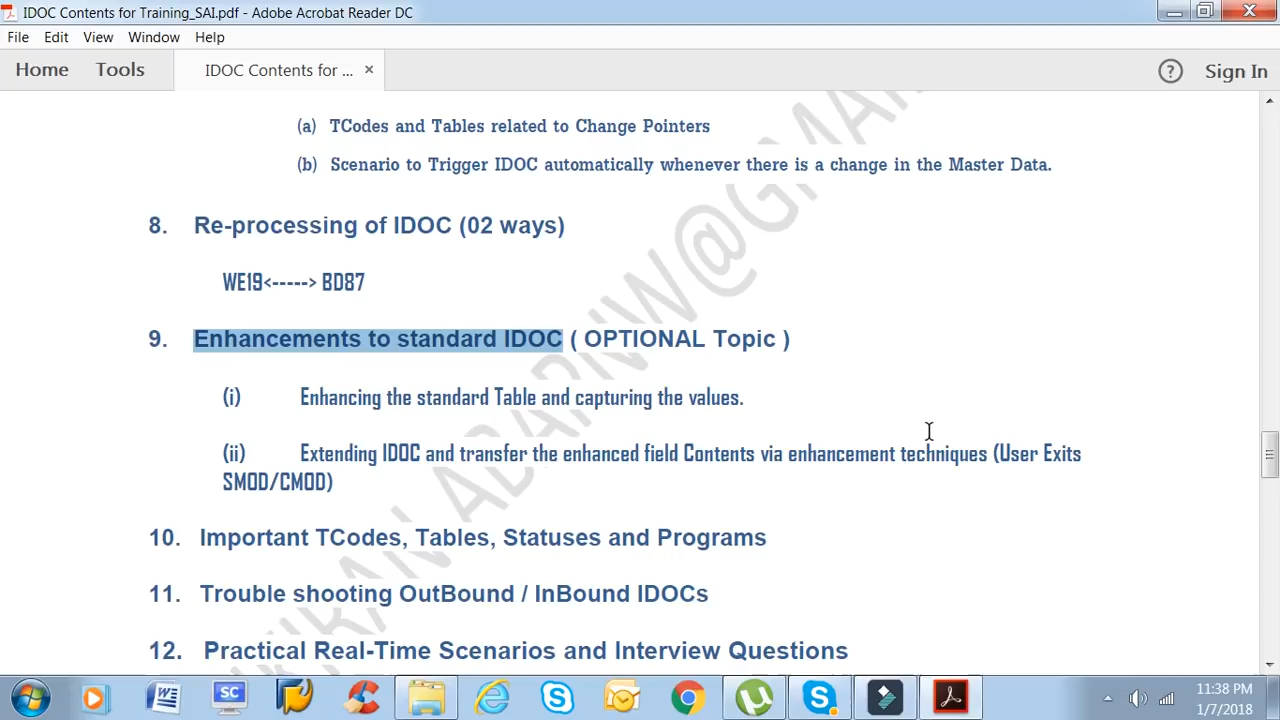 IDOC Contents for Training_SAI.pdf - Adobe Acrobat Reader DC
File Edit View Window Help
Home Tools IDOC Contents for ... × ? Sign In
(a) TCodes and Tables related to Change Pointers
(b) Scenario to Trigger IDOC automatically whenever there is a change in the Master Data.
8. Re-processing of IDOC (02 ways)
WE19<-----> BD87
9. Enhancements to standard IDOC ( OPTIONAL Topic )
(i) Enhancing the standard Table and capturing the values.
(ii) Extending IDOC and transfer the enhanced field Contents via enhancement techniques (User Exits
SMOD/CMOD)
10. Important TCodes, Tables, Statuses and Programs
11. Trouble shooting OutBound / InBound IDOCs
12. Practical Real-Time Scenarios and Interview Questions
SC
11:38 PM
1/7/2018